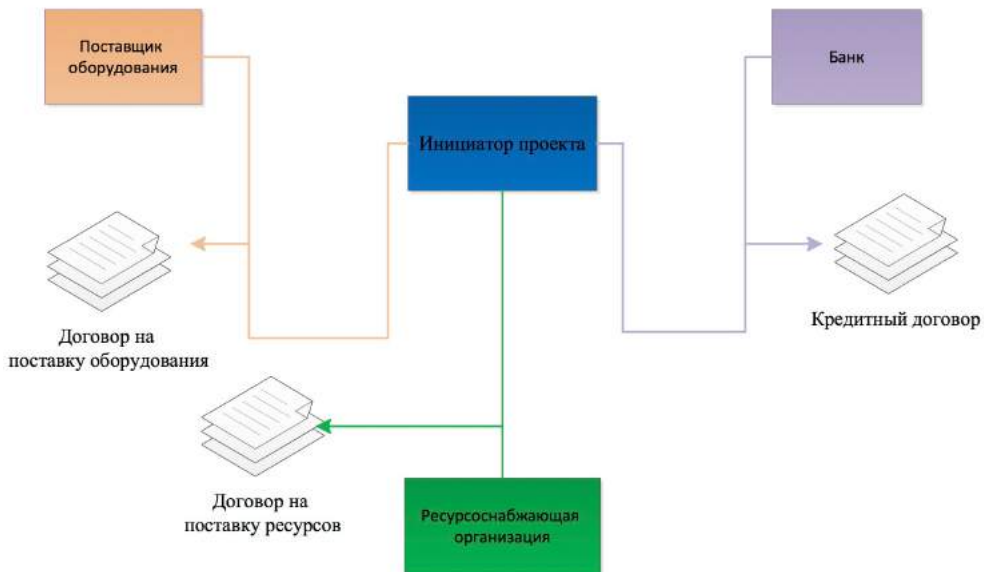 Поставщик
оборудования
Банк
Инициатор проекта
Договор на
поставку оборудования
Кредитный договор
Договор на
поставку ресурсов
Ресурсоснабжающая
организация